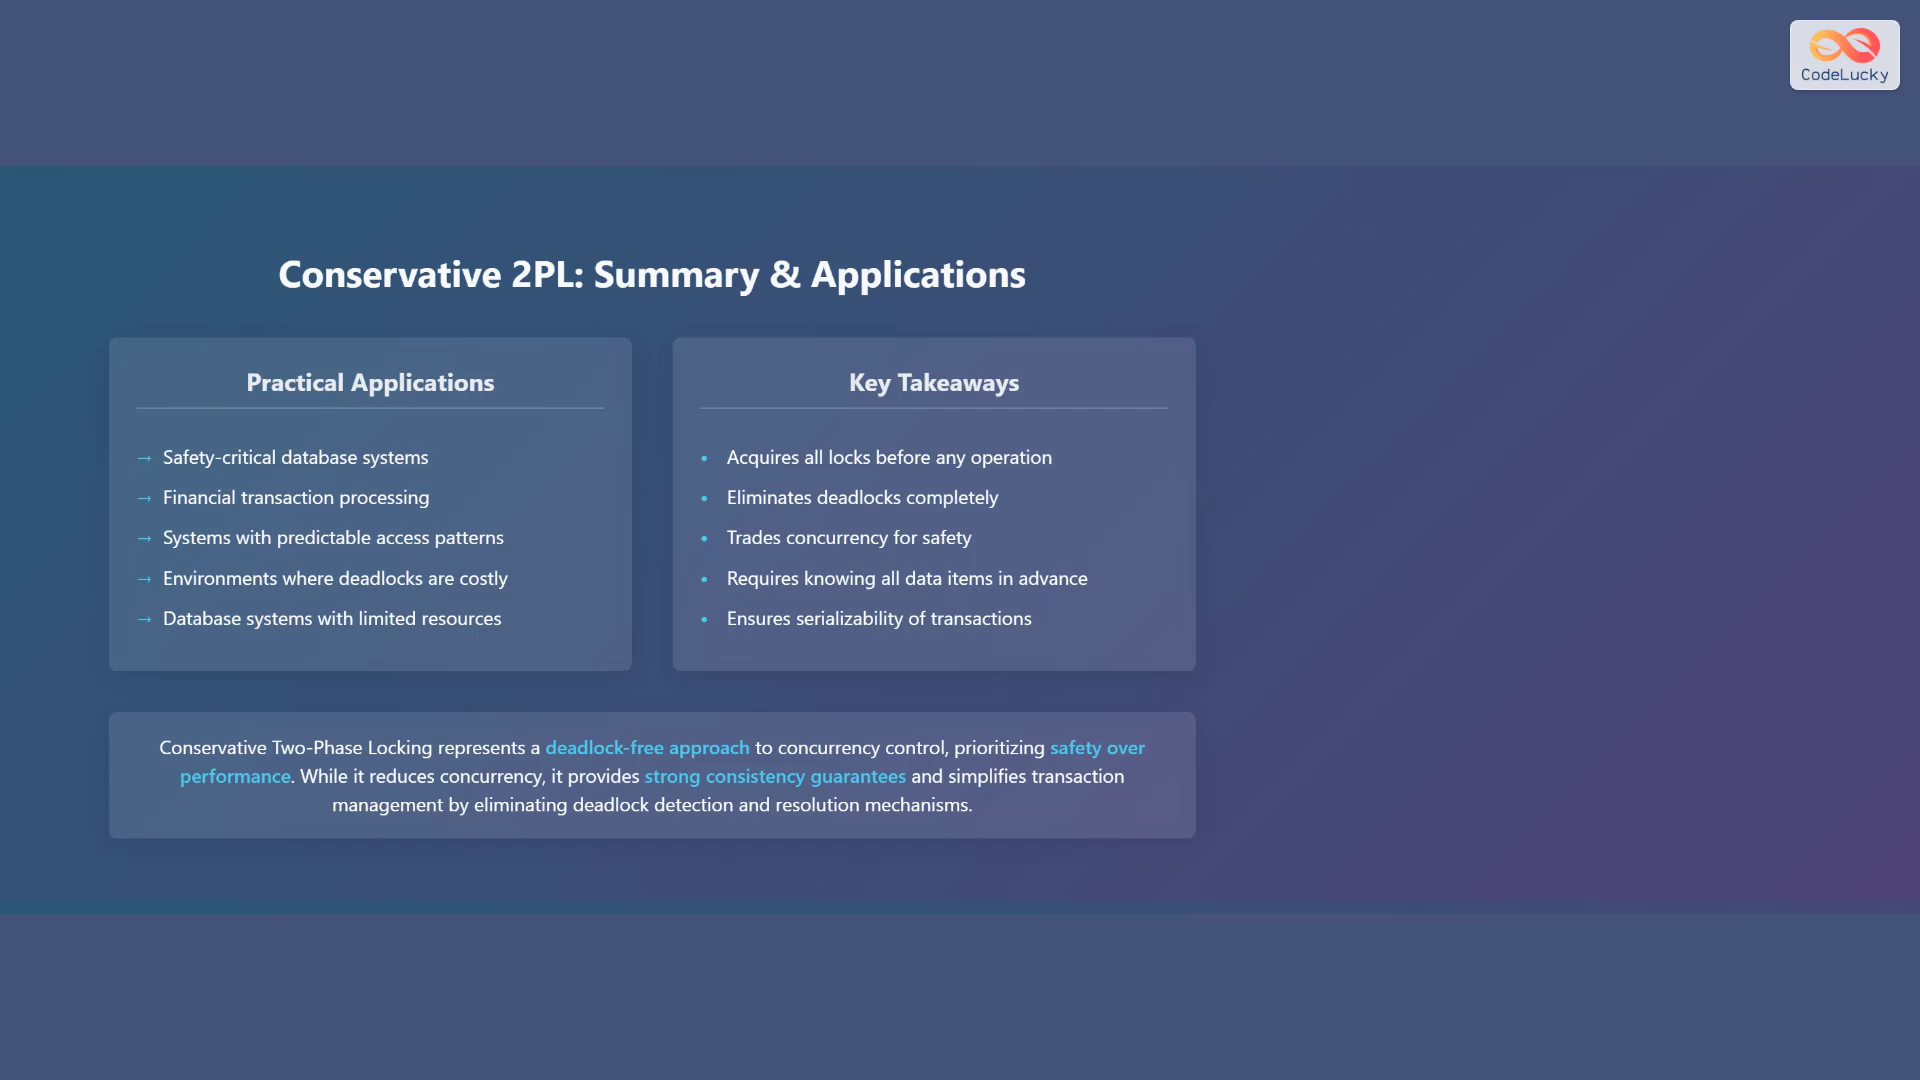 CodeLucky
Conservative 2PL: Summary & Applications
Practical Applications
→ Safety-critical database systems
→ Financial transaction processing
→ Systems with predictable access patterns
→ Environments where deadlocks are costly
→ Database systems with limited resources
Key Takeaways
• Acquires all locks before any operation
• Eliminates deadlocks completely
• Trades concurrency for safety
• Requires knowing all data items in advance
• Ensures serializability of transactions
Conservative Two-Phase Locking represents a deadlock-free approach to concurrency control, prioritizing safety over
performance. While it reduces concurrency, it provides strong consistency guarantees and simplifies transaction
management by eliminating deadlock detection and resolution mechanisms.